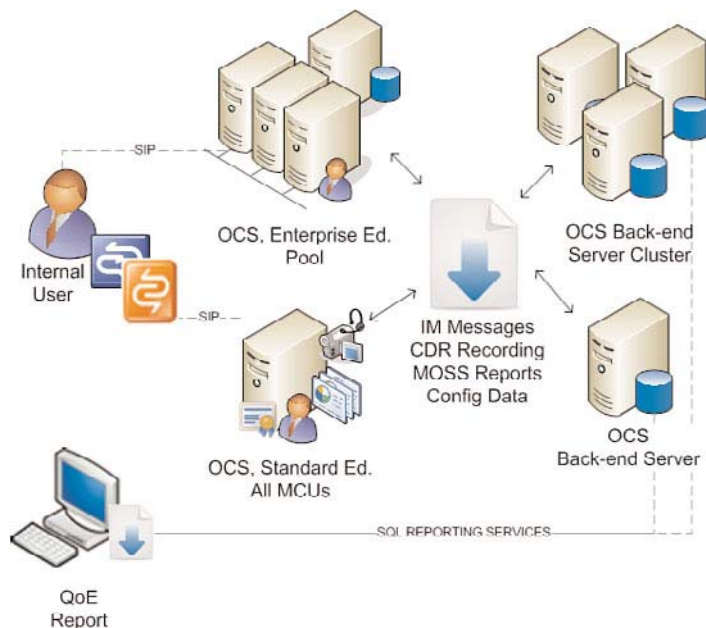 SIP
OCS, Enterprise Ed.
Pool
OCS Back-end
Server Cluster
Internal
User
SIP
IM Messages
CDR Recording
MOSS Reports
Config Data
OCS, Standard Ed.
All MCUs
OCS
Back-end Server
SQL REPORTING SERVICES
QoE
Report